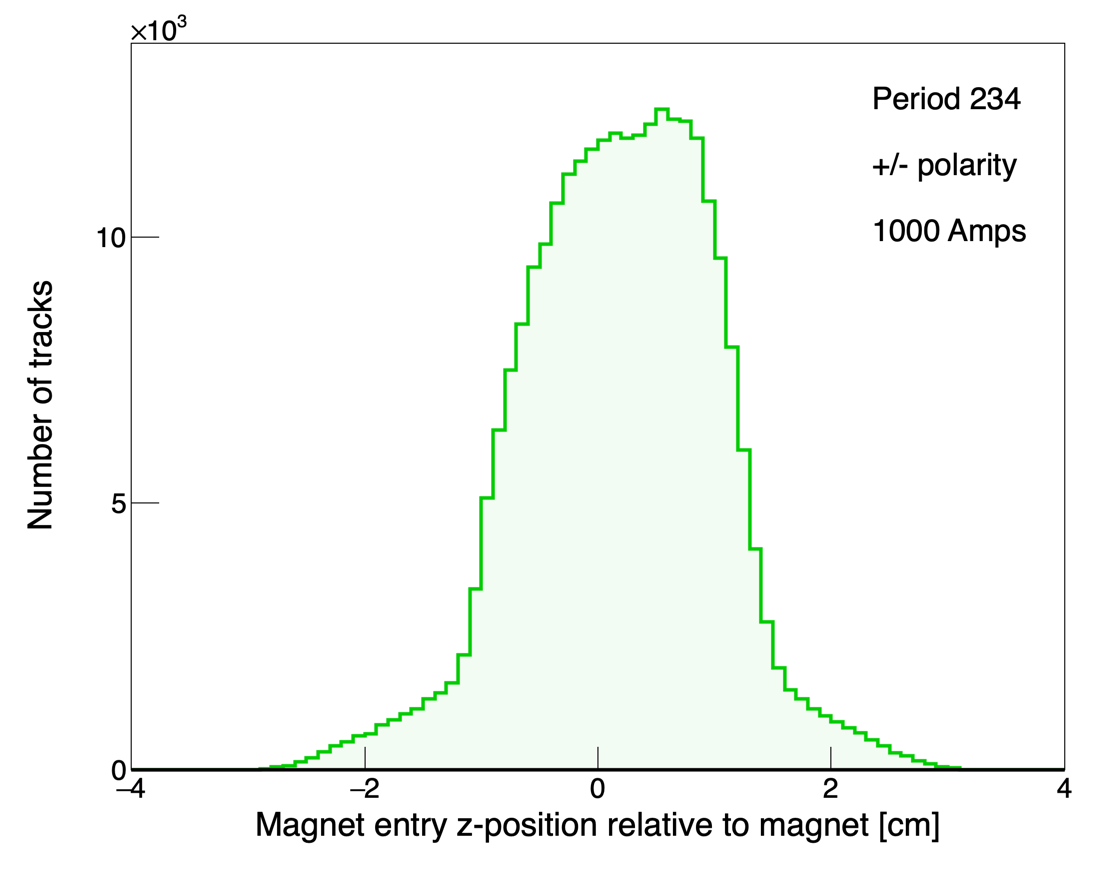 ×10³
Period 234
+/- polarity
1000 Amps
10
5
0
Number of tracks
−4 −2 0 2 4
Magnet entry z-position relative to magnet [cm]